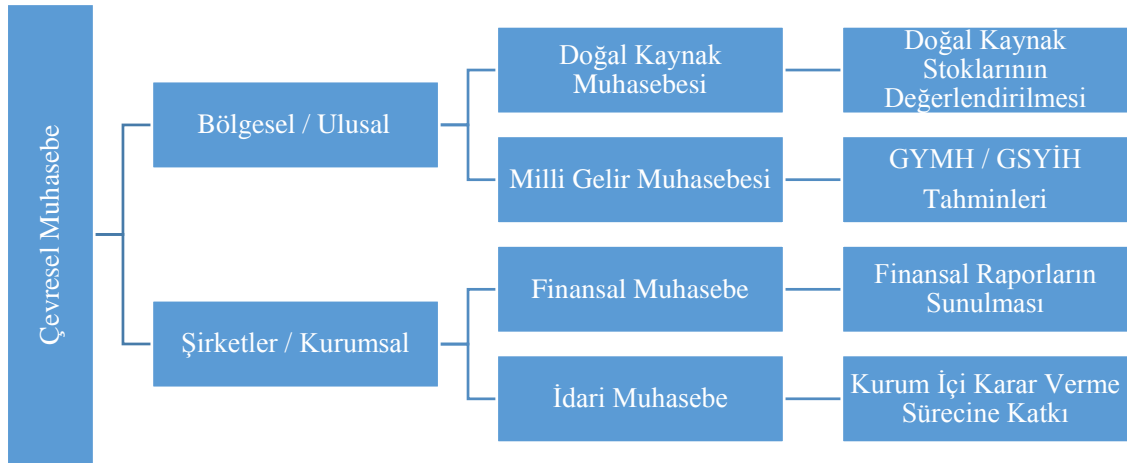 Çevresel Muhasebe
Bölgesel / Ulusal
Doğal Kaynak
Muhasebesi
Doğal Kaynak
Stoklarının
Değerlendirilmesi
Milli Gelir Muhasebesi
GYMH / GSYİH
Tahminleri
Şirketler / Kurumsal
Finansal Muhasebe
Finansal Raporların
Sunulması
İdari Muhasebe
Kurum İçi Karar Verme
Sürecine Katkı